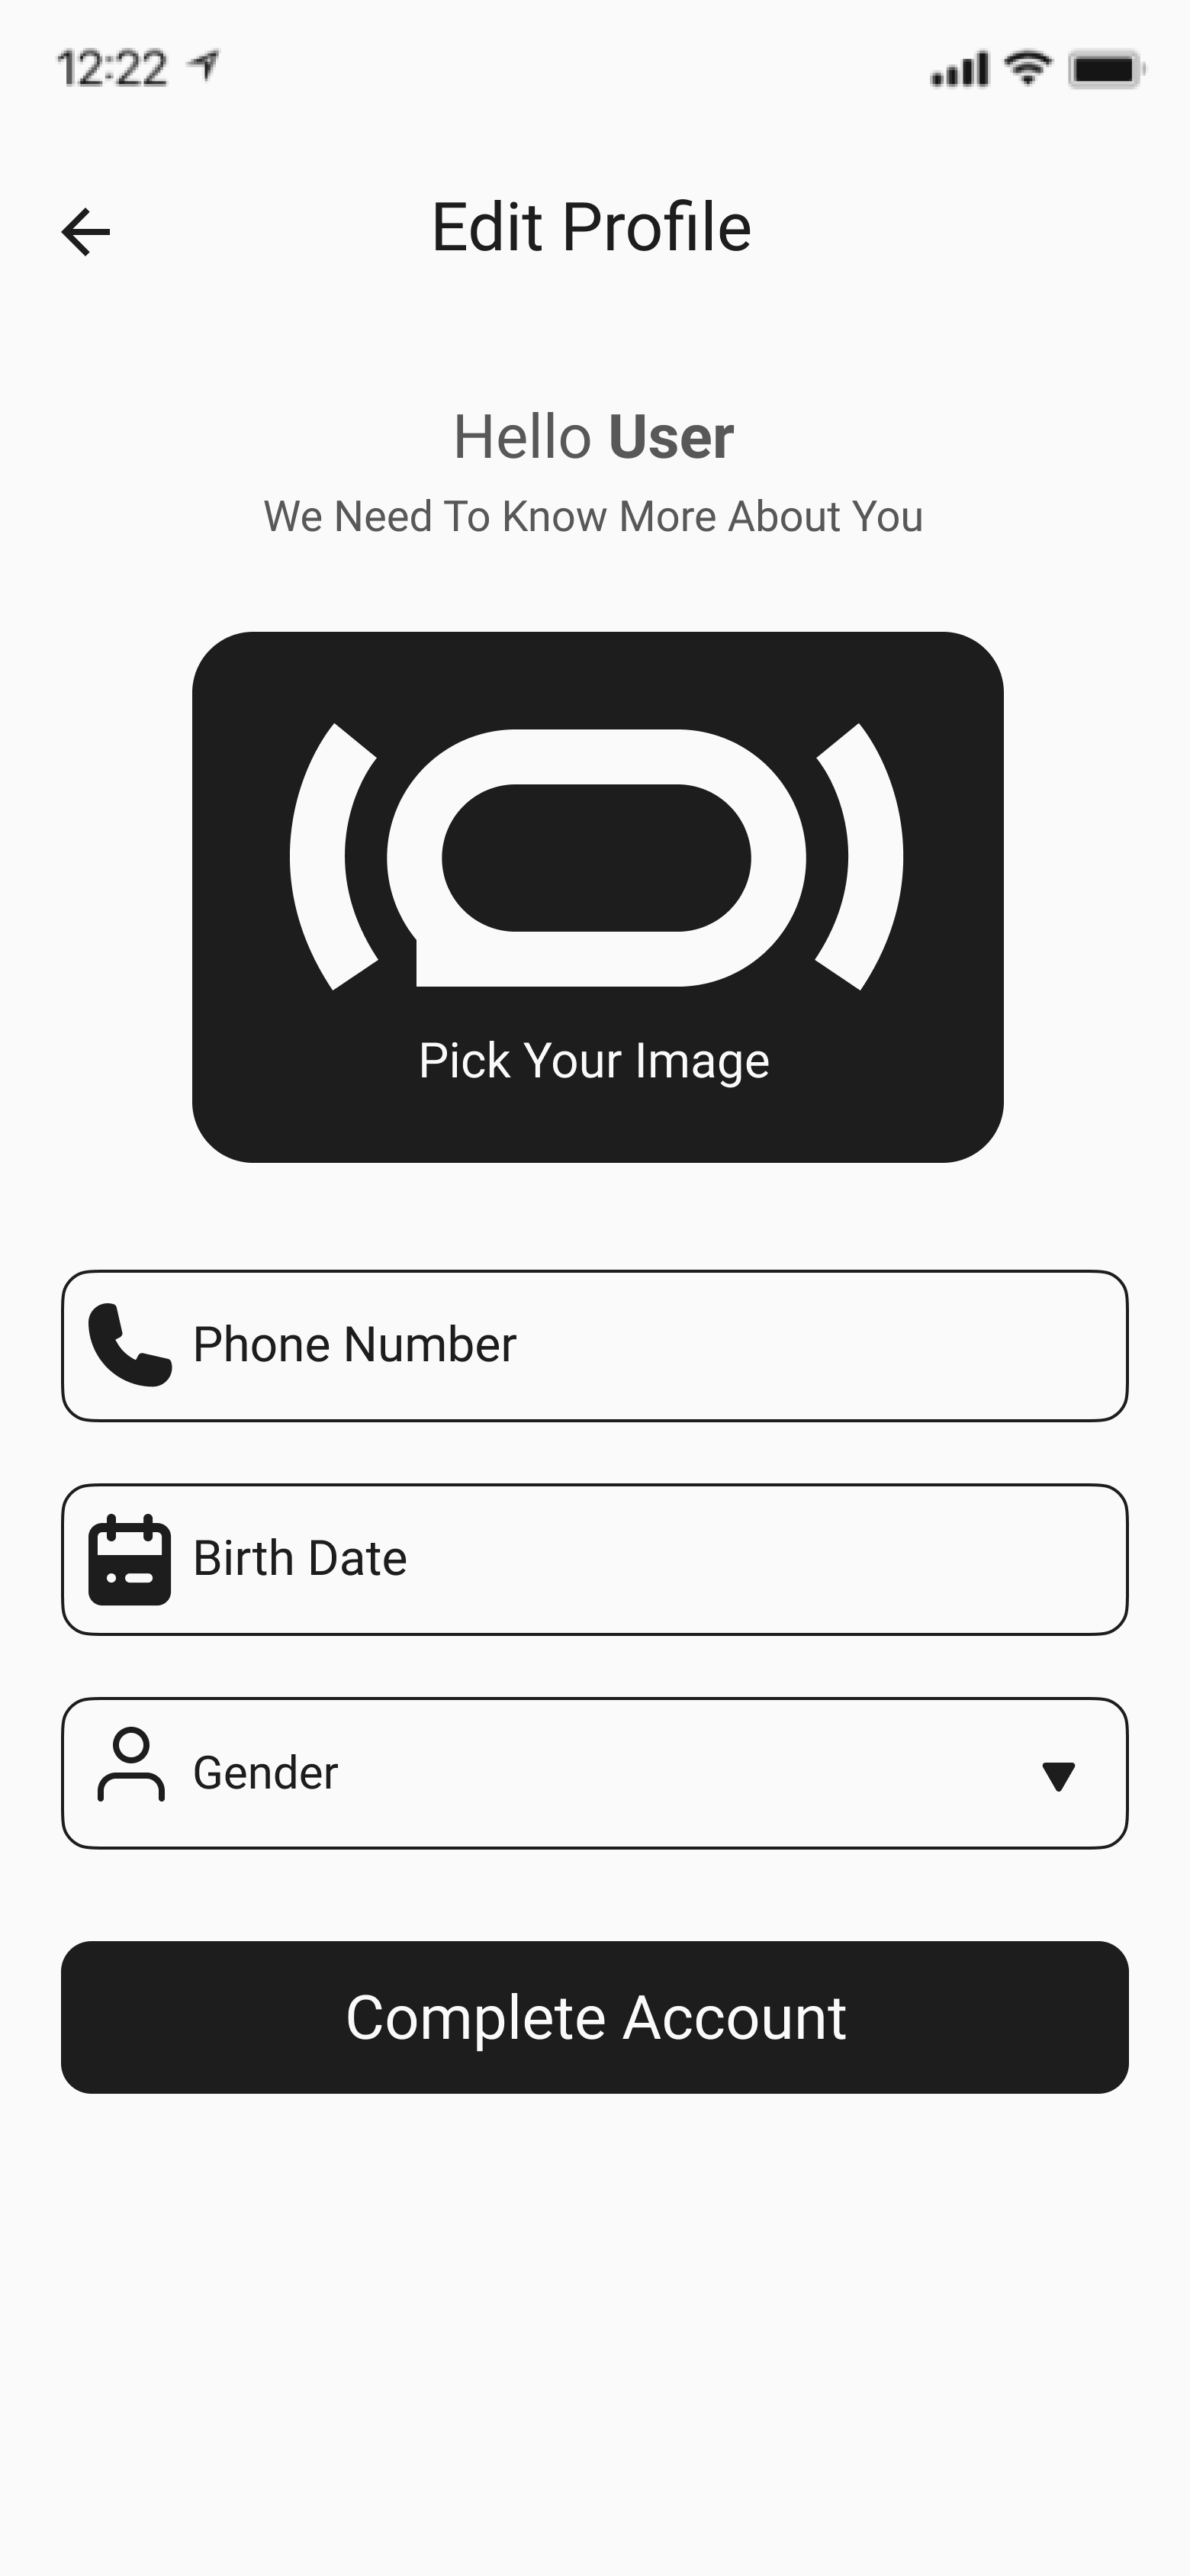 12:22
Edit Profile
Hello User
We Need To Know More About You
Pick Your Image
Phone Number
Birth Date
Gender
Complete Account